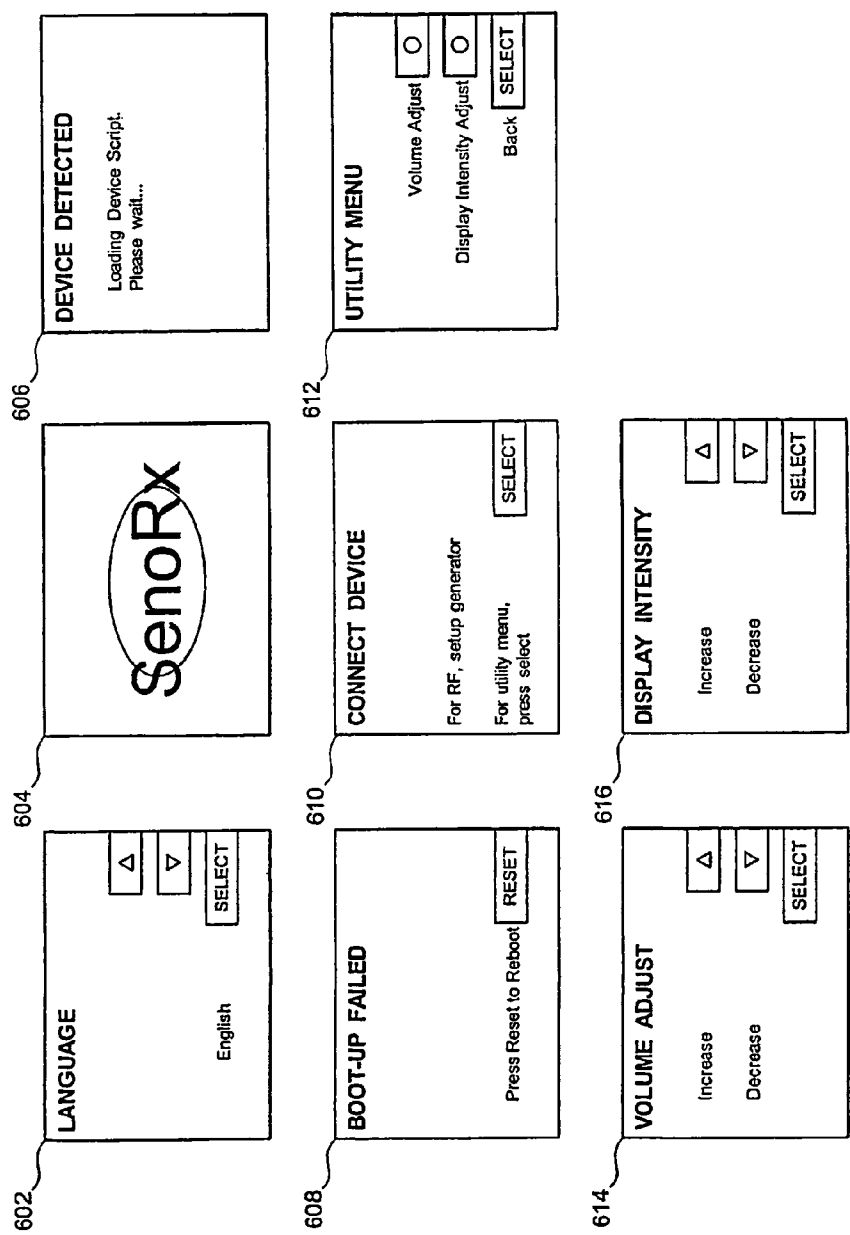 602
LANGUAGE
English
SELECT
604
SenoRx
606
DEVICE DETECTED
Loading Device Script.
Please wait...
608
BOOT-UP FAILED
Press Reset to Reboot
RESET
610
CONNECT DEVICE
For RF, setup generator
For utility menu,
press select
SELECT
612
UTILITY MENU
Volume Adjust
Display Intensity Adjust
Back
SELECT
614
VOLUME ADJUST
Increase
Decrease
SELECT
616
DISPLAY INTENSITY
Increase
Decrease
SELECT